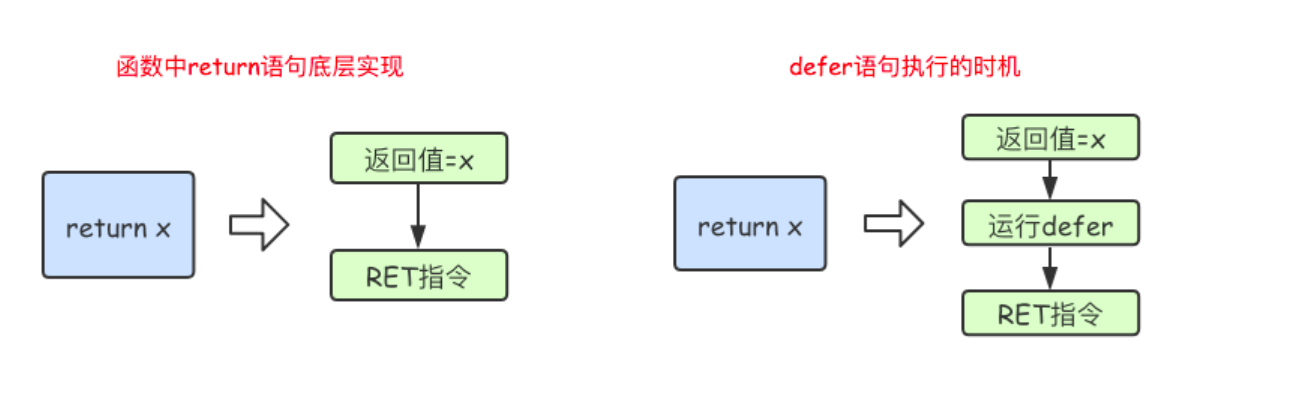 函数中return语句底层实现
return x
返回值=x
RET指令
defer语句执行的时机
return x
返回值=x
运行defer
RET指令